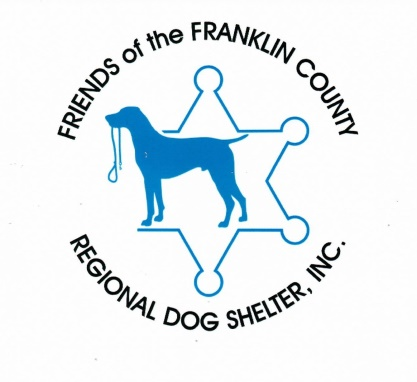 FRIENDS of the FRANKLIN COUNTY
REGIONAL DOG SHELTER, INC.